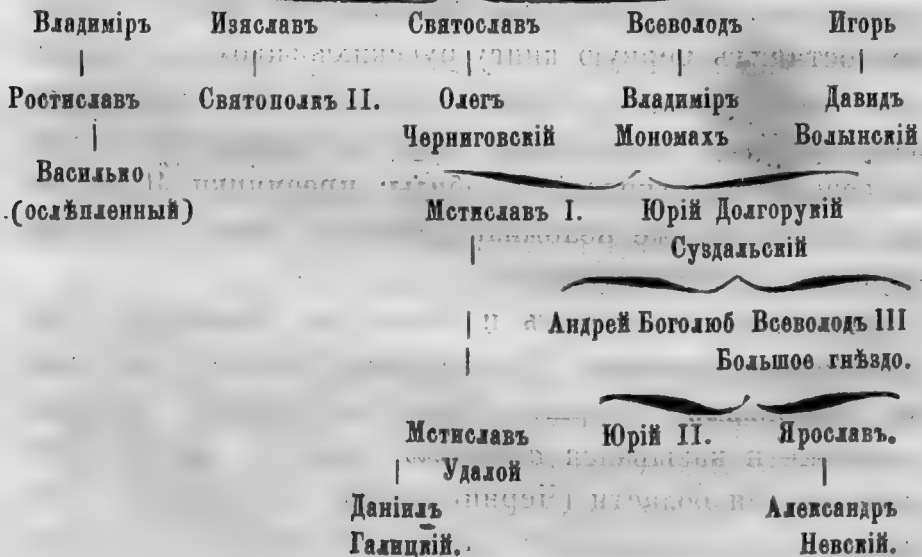 Владиміръ Изяславъ Святославъ Всеволодъ Игорь
Ростиславъ Святополкъ II. Олегъ Владиміръ Давидъ
Черниговскій Мономахъ Волынскій
Василько
(ослѣпленный)
Мстиславъ I. Юрій Долгорукій
Суздальскій
Андрей Боголюб Всеволодъ III
Большое гнѣздо.
Мстиславъ Юрій II. Ярославъ.
Удалой
Даніилъ Александръ
Галицкій. Невскій.